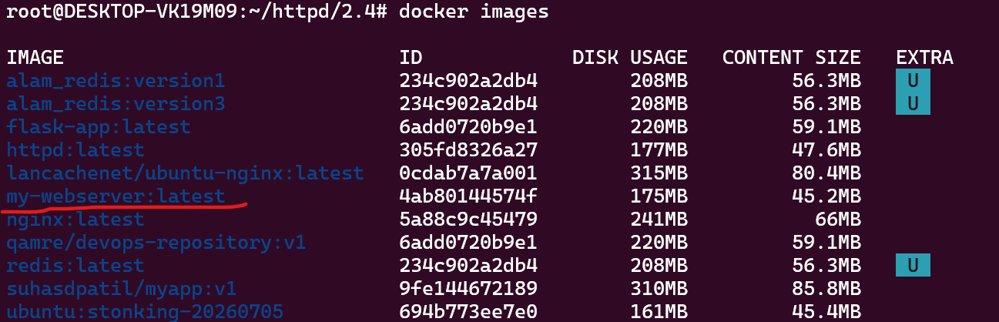 root@DESKTOP-VK19M09:~/httpd/2.4# docker images
IMAGE ID DISK USAGE CONTENT SIZE EXTRA
alam_redis:version1 234c902a2db4 208MB 56.3MB U
alam_redis:version3 234c902a2db4 208MB 56.3MB U
flask-app:latest 6add0720b9e1 220MB 59.1MB
httpd:latest 305fd8326a27 177MB 47.6MB
lancachenet/ubuntu-nginx:latest 0cdab7a7a001 315MB 80.4MB
my-webserver:latest 4ab80144574f 175MB 45.2MB
nginx:latest 5a88c9c45479 241MB 66MB
qamre/devops-repository:v1 6add0720b9e1 220MB 59.1MB
redis:latest 234c902a2db4 208MB 56.3MB U
suhasdpatil/myapp:v1 9fe144672189 310MB 85.8MB
ubuntu:stonking-20260705 694b773ee7e0 161MB 45.4MB